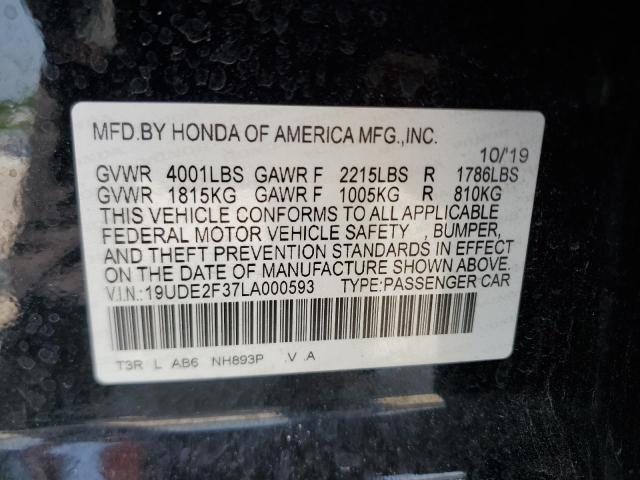 MFD.BY HONDA OF AMERICA MFG.,INC.
10/'19
GVWR 4001LBS GAWR F 2215LBS R 1786LBS
GVWR 1815KG GAWR F 1005KG R 810KG
THIS VEHICLE CONFORMS TO ALL APPLICABLE
FEDERAL MOTOR VEHICLE SAFETY , BUMPER,
AND THEFT PREVENTION STANDARDS IN EFFECT
ON THE DATE OF MANUFACTURE SHOWN ABOVE.
V.I.N.:19UDE2F37LA000593 TYPE:PASSENGER CAR
T3R L AB6 NH893P .V .A